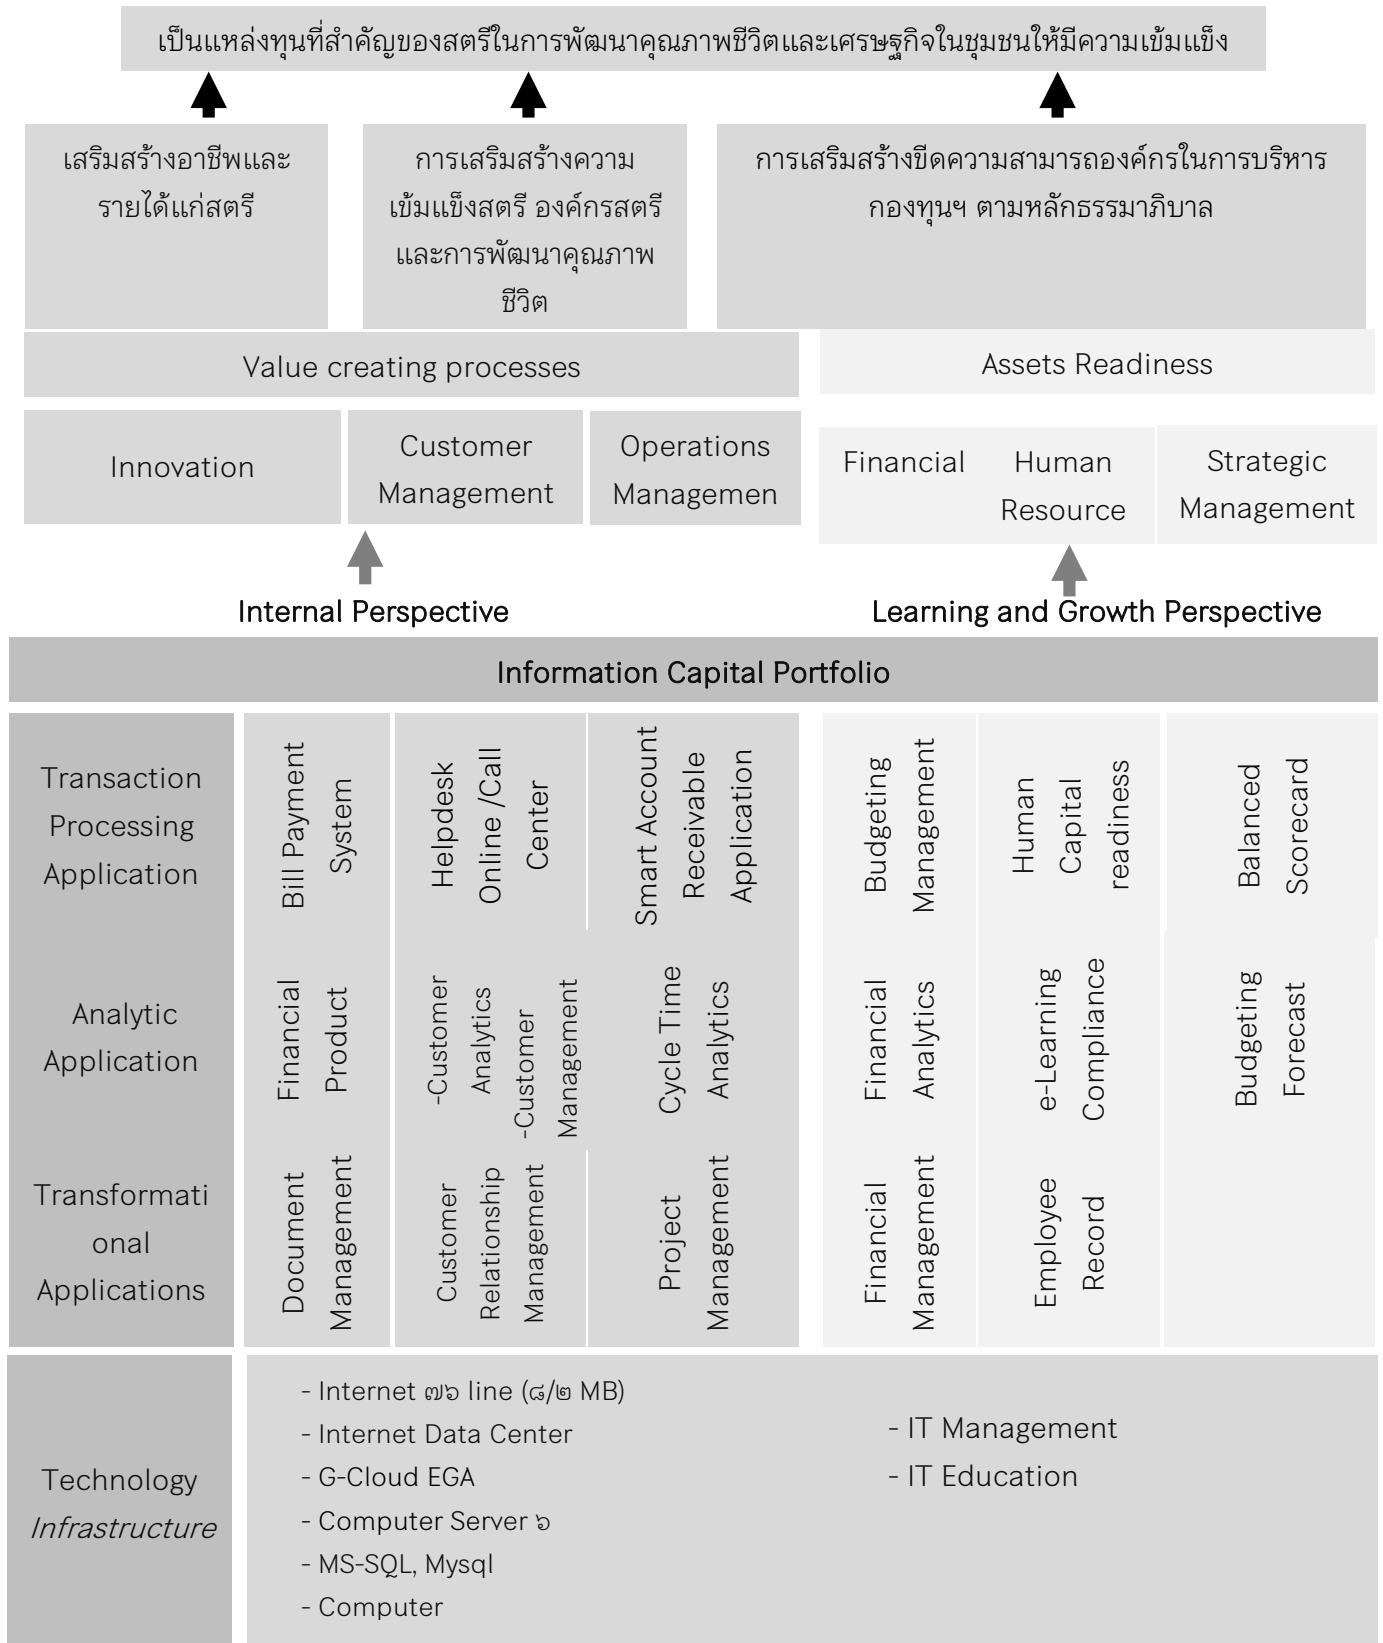 เป็นแหล่งทุนที่สำคัญของสตรีในการพัฒนาคุณภาพชีวิตและเศรษฐกิจในชุมชนให้มีความเข้มแข็ง
เสริมสร้างอาชีพและ
รายได้แก่สตรี
การเสริมสร้างความ
เข้มแข็งสตรี องค์กรสตรี
และการพัฒนาคุณภาพ
ชีวิต
การเสริมสร้างขีดความสามารถองค์กรในการบริหาร
กองทุนฯ ตามหลักธรรมาภิบาล
Value creating processes
Assets Readiness
Innovation
Customer
Management
Operations
Managemen
Financial
Human
Resource
Strategic
Management
Internal Perspective
Learning and Growth Perspective
Information Capital Portfolio
Transaction
Processing
Application
Bill Payment
System
Helpdesk
Online /Call
Center
Smart Account
Receivable
Application
Budgeting
Management
Human
Capital
readiness
Balanced
Scorecard
Analytic
Application
Financial
Product
-Customer
Analytics
-Customer
Management
Cycle Time
Analytics
Financial
Analytics
e-Learning
Compliance
Budgeting
Forecast
Transformati
onal
Applications
Document
Management
Customer
Relationship
Management
Project
Management
Financial
Management
Employee
Record
Technology
Infrastructure
- Internet ๗๖ line (๘/๒ MB)
- Internet Data Center
- G-Cloud EGA
- Computer Server ๖
- MS-SQL, Mysql
- Computer
- IT Management
- IT Education